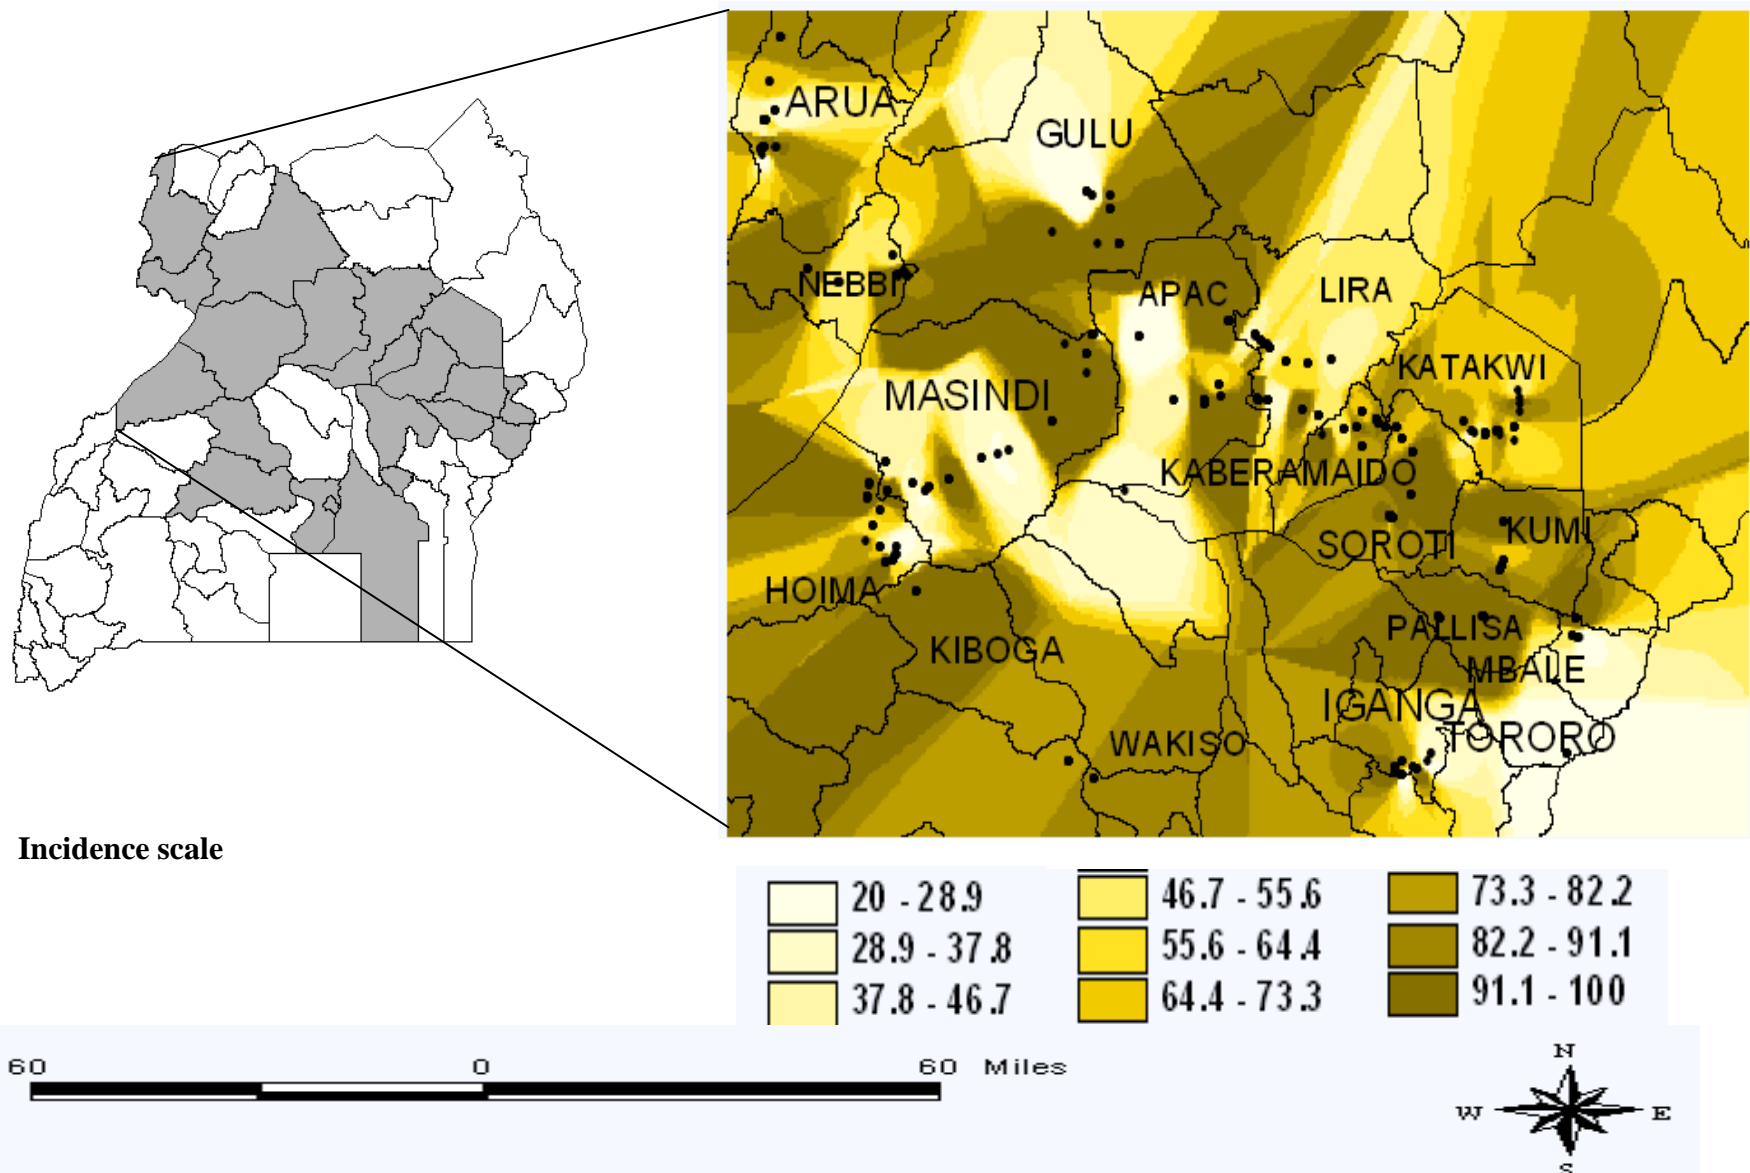 ARUA
GULU
NEBBI
APAC
LIRA
KATAKWI
MASINDI
KABERAMAIDO
SOROTI
KUMI
HOIMA
KIBOGA
PALLISA
MBALE
IGANGA
TORORO
WAKISO
Incidence scale
20 - 28.9
46.7 - 55.6
73.3 - 82.2
28.9 - 37.8
55.6 - 64.4
82.2 - 91.1
37.8 - 46.7
64.4 - 73.3
91.1 - 100
60 0 60 Miles
N
W E
S